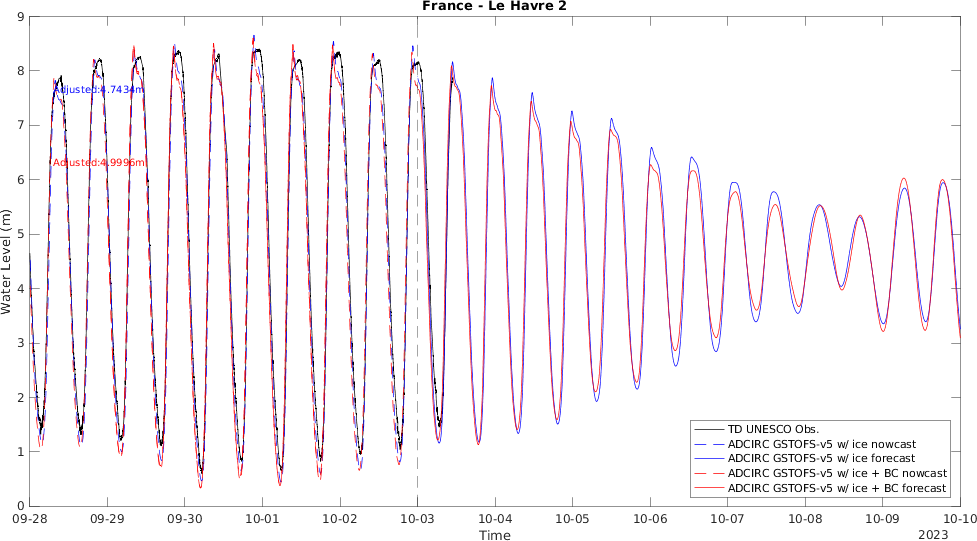 France - Le Havre 2
9
8
7
6
5
4
3
2
1
0
Water Level (m)
Adjusted:4.7434m
Adjusted:4.9996m
TD UNESCO Obs.
ADCIRC GSTOFS-v5 w/ ice nowcast
ADCIRC GSTOFS-v5 w/ ice forecast
ADCIRC GSTOFS-v5 w/ ice + BC nowcast
ADCIRC GSTOFS-v5 w/ ice + BC forecast
09-28 09-29 09-30 10-01 10-02 10-03 10-04 10-05 10-06 10-07 10-08 10-09 10-10
Time
2023